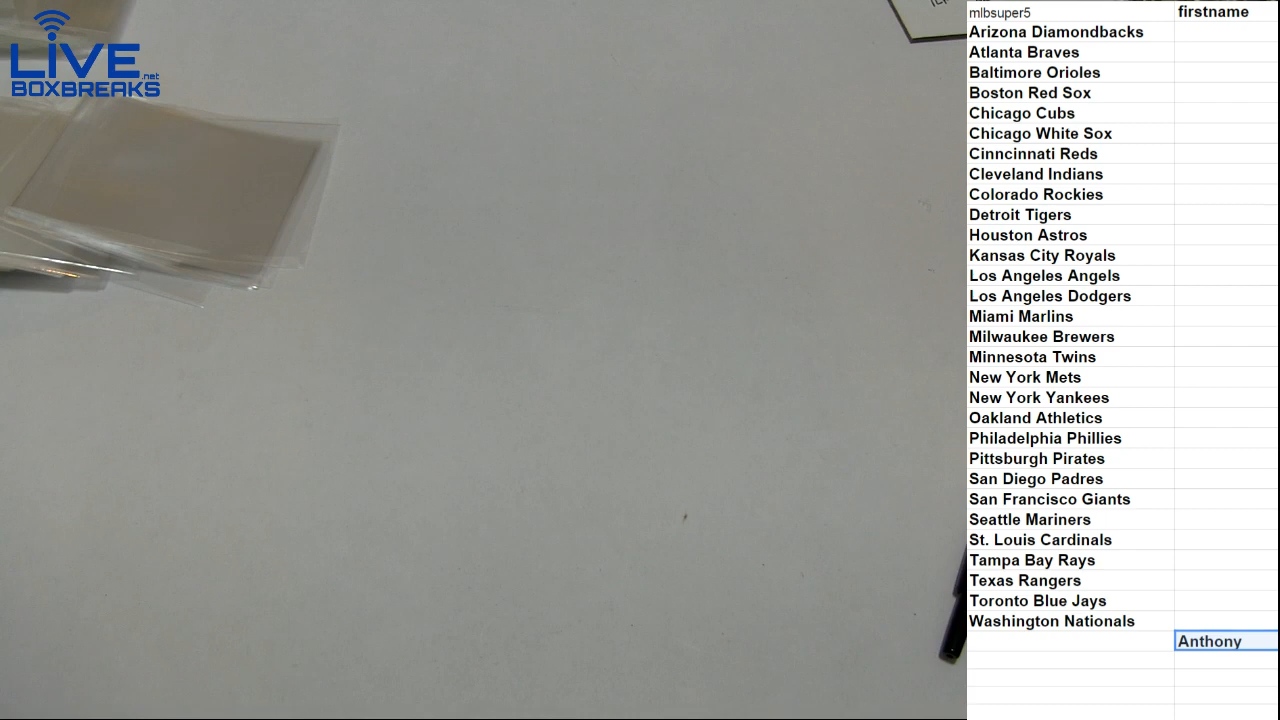 LIVE
.net
BOXBREAKS
mlbsuper5 firstname
Arizona Diamondbacks
Atlanta Braves
Baltimore Orioles
Boston Red Sox
Chicago Cubs
Chicago White Sox
Cinncinnati Reds
Cleveland Indians
Colorado Rockies
Detroit Tigers
Houston Astros
Kansas City Royals
Los Angeles Angels
Los Angeles Dodgers
Miami Marlins
Milwaukee Brewers
Minnesota Twins
New York Mets
New York Yankees
Oakland Athletics
Philadelphia Phillies
Pittsburgh Pirates
San Diego Padres
San Francisco Giants
Seattle Mariners
St. Louis Cardinals
Tampa Bay Rays
Texas Rangers
Toronto Blue Jays
Washington Nationals
Anthony